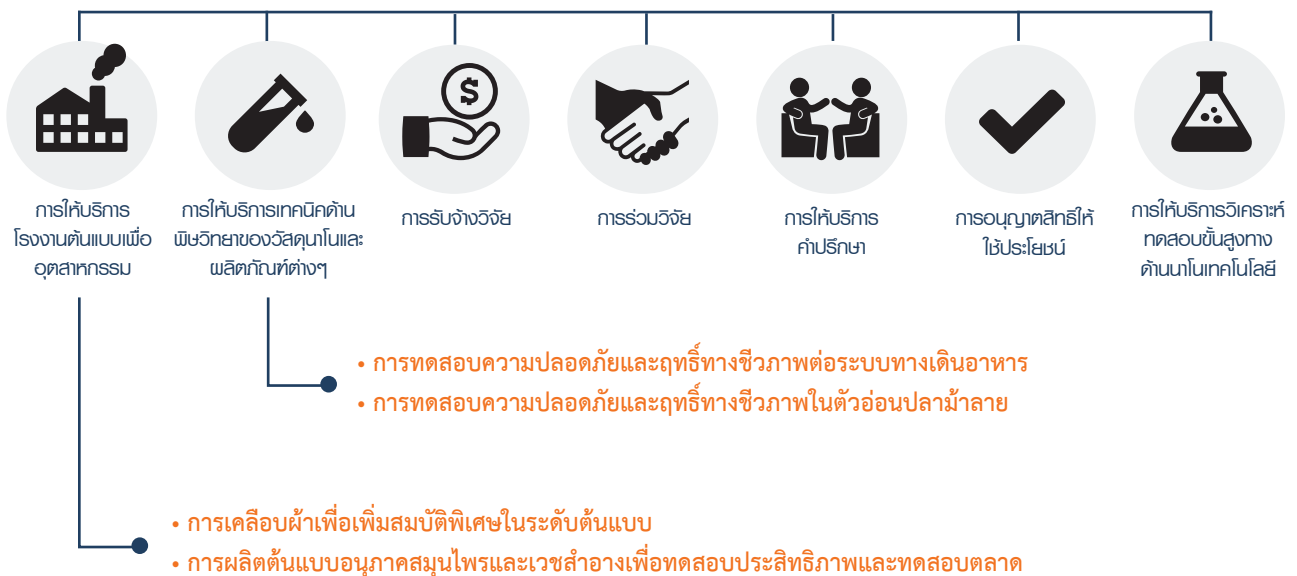 $
การให้บริการ
โรงงานต้นแบบเพื่อ
อุตสาหกรรม
การให้บริการเทคนิคด้าน
พิษวิทยาของวัสดุนาโนและ
ผลิตภัณฑ์ต่างๆ
การรับจ้างวิจัย
การร่วมวิจัย
การให้บริการ
คำปรึกษา
การอนุญาตสิทธิให้
ใช้ประโยชน์
การให้บริการวิเคราะห์
ทดสอบขั้นสูงทาง
ด้านนาโนเทคโนโลยี
• การทดสอบความปลอดภัยและฤทธิ์ทางชีวภาพต่อระบบทางเดินอาหาร
• การทดสอบความปลอดภัยและฤทธิ์ทางชีวภาพในตัวอ่อนปลาม้าลาย
• การเคลือบผ้าเพื่อเพิ่มสมบัติพิเศษในระดับต้นแบบ
• การผลิตต้นแบบอนุภาคสมุนไพรและเวชสำอางเพื่อทดสอบประสิทธิภาพและทดสอบตลาด